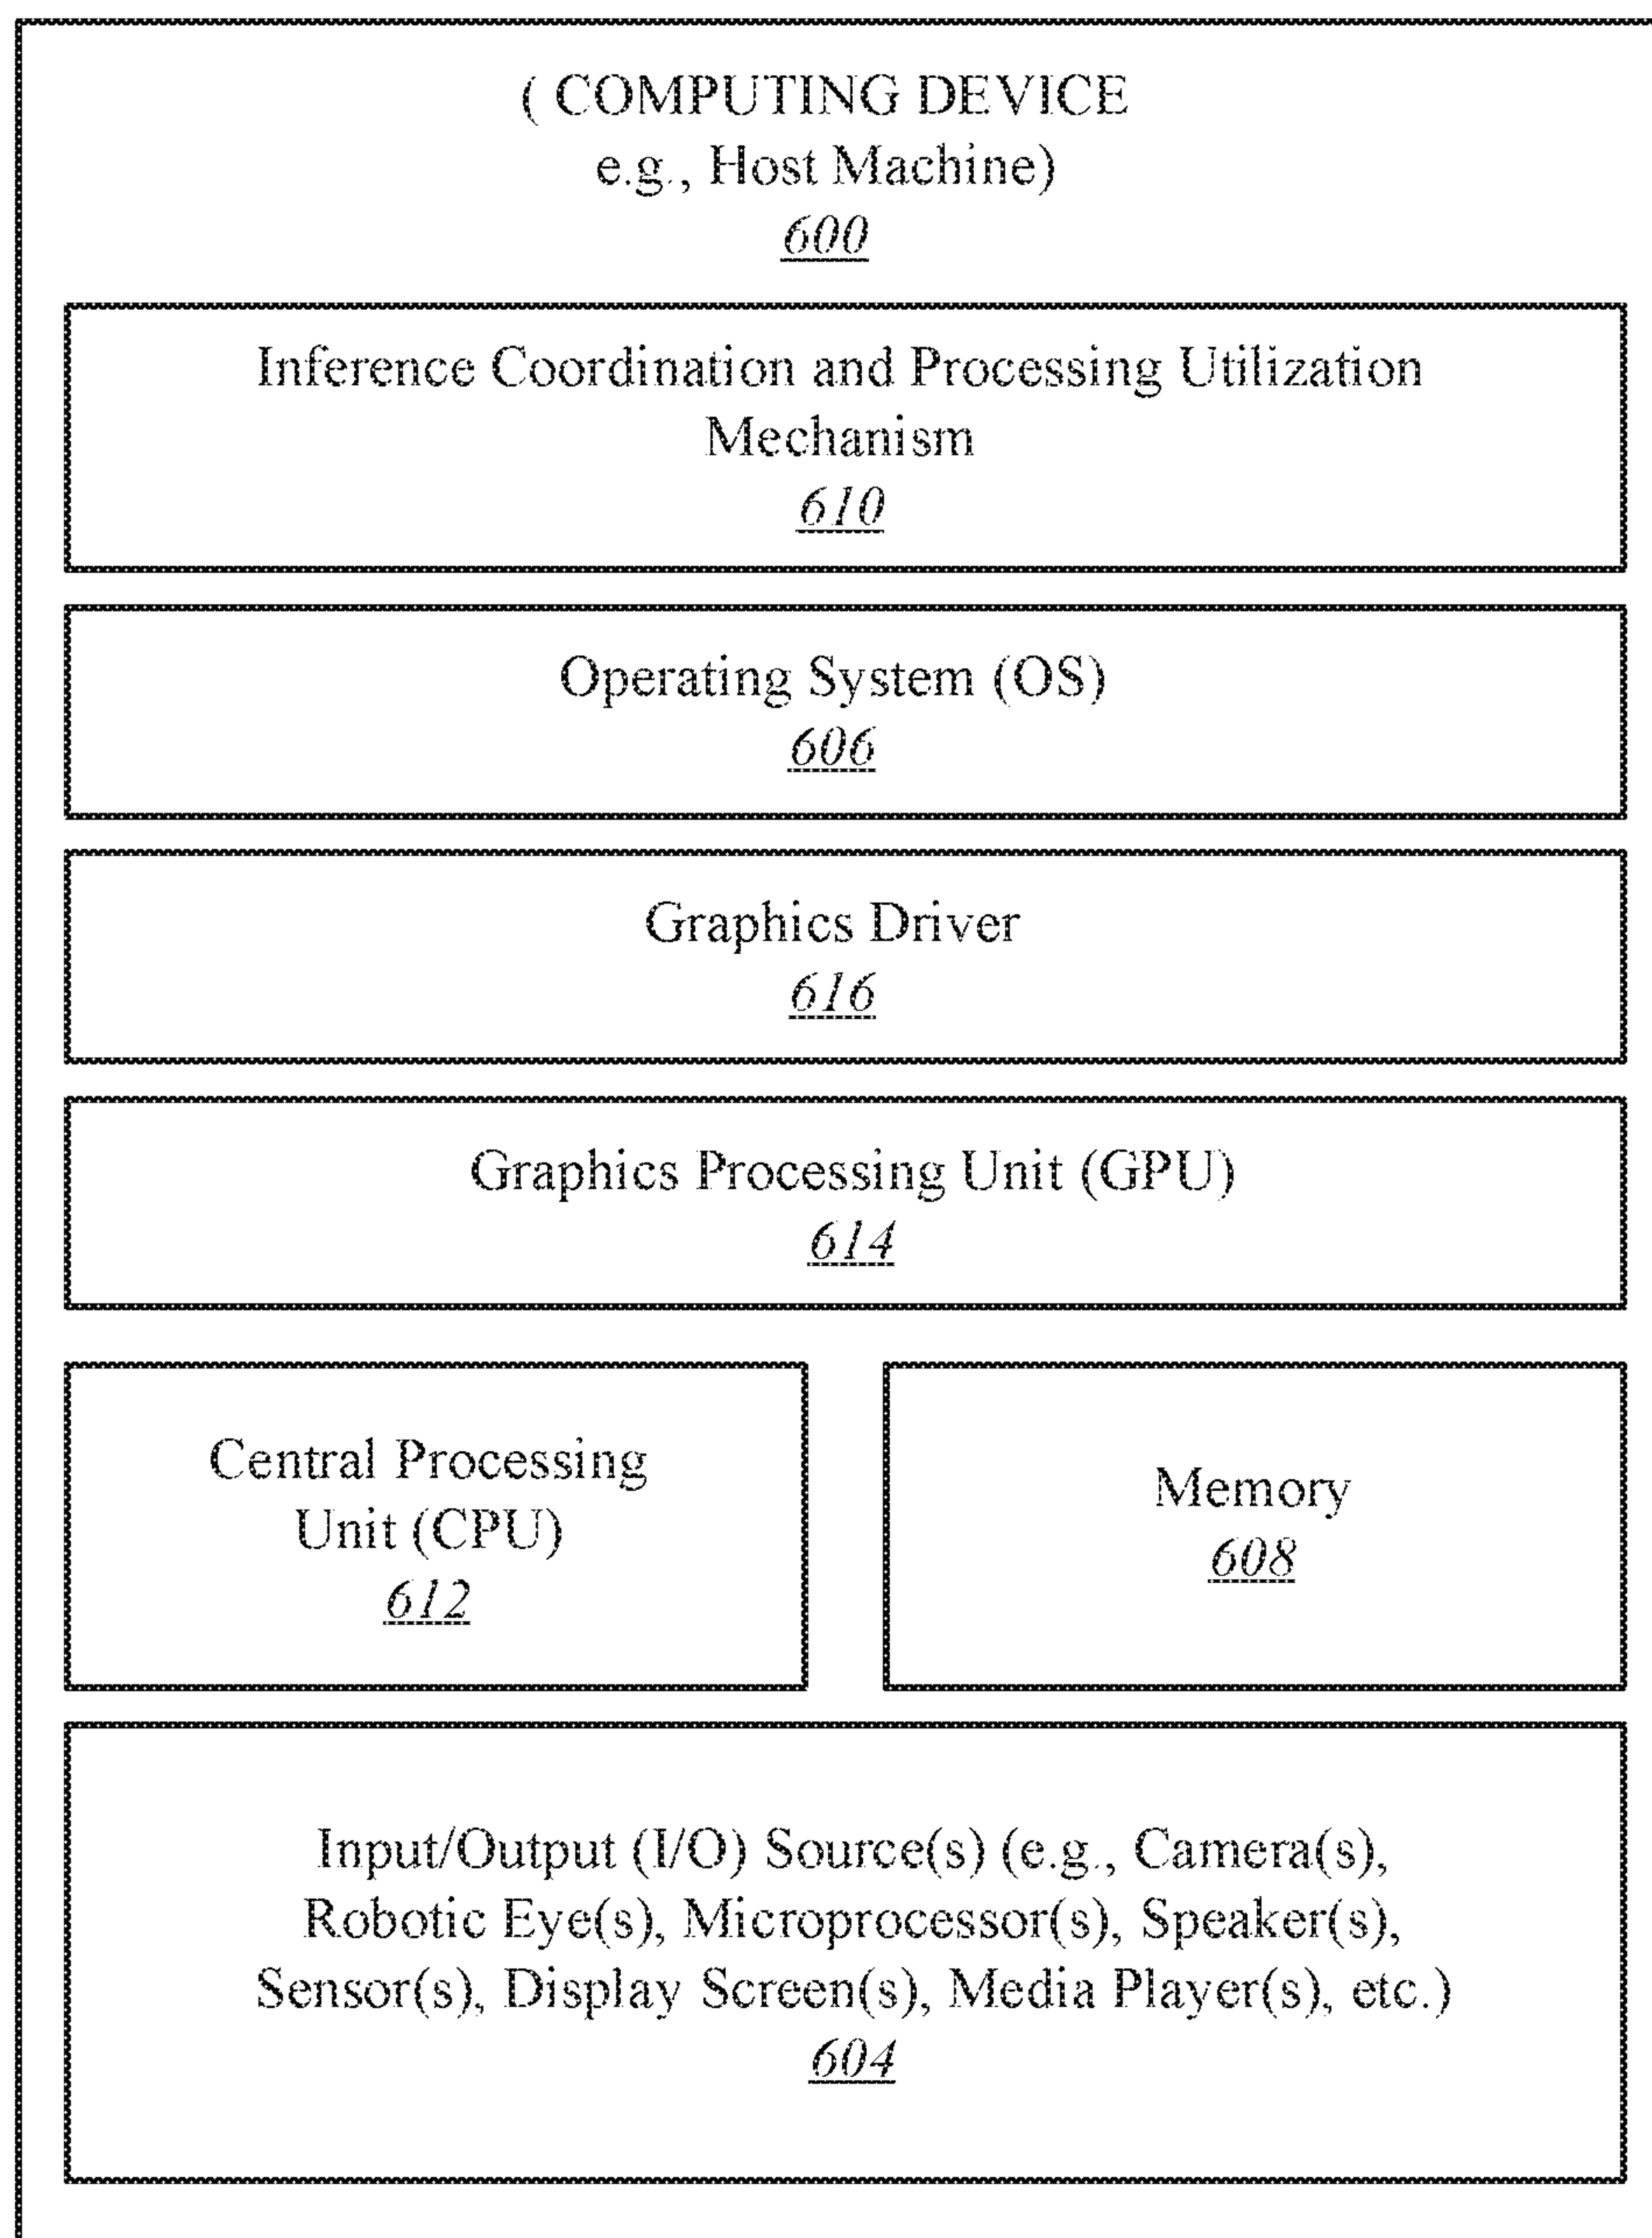 ( COMPUTING DEVICE
e.g., Host Machine)
600
Inference Coordination and Processing Utilization
Mechanism
610
Operating System (OS)
606
Graphics Driver
616
Graphics Processing Unit (GPU)
614
Central Processing
Unit (CPU)
612
Memory
608
Input/Output (I/O) Source(s) (e.g., Camera(s),
Robotic Eye(s), Microprocessor(s), Speaker(s),
Sensor(s), Display Screen(s), Media Player(s), etc.)
604